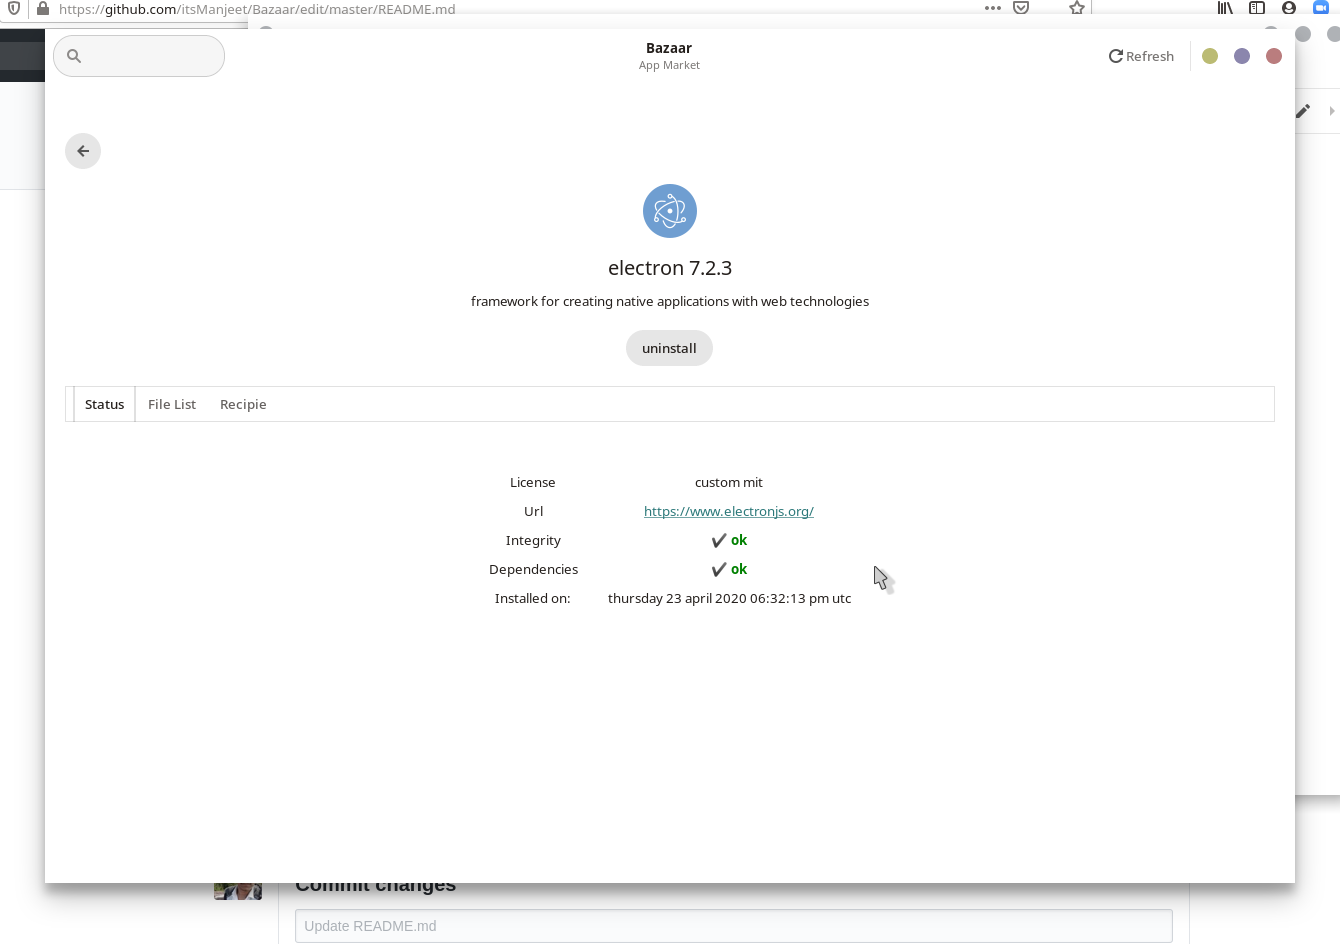 https://github.com/itsManjeet/Bazaar/edit/master/README.md
Bazaar
App Market
Refresh
electron 7.2.3
framework for creating native applications with web technologies
uninstall
Status File List Recipie
License custom mit
Url https://www.electronjs.org/
Integrity ✔ ok
Dependencies ✔ ok
Installed on: thursday 23 april 2020 06:32:13 pm utc
Commit changes
Update README.md